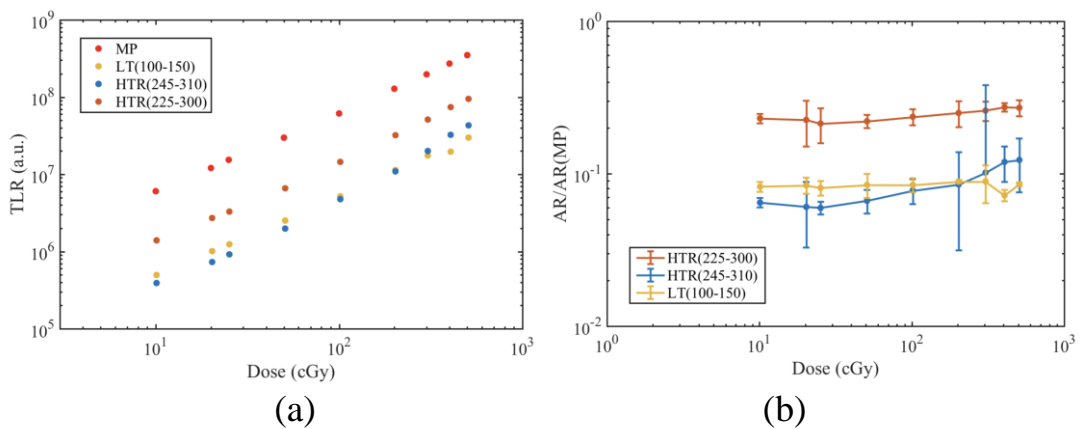 10^9
10^8
10^7
10^6
10^5
TLR (a.u.)
MP
LT(100-150)
HTR(245-310)
HTR(225-300)
10^1
10^2
10^3
Dose (cGy)
(a)
10^0
10^-1
10^-2
AR/AR(MP)
HTR(225-300)
HTR(245-310)
LT(100-150)
10^0
10^1
10^2
10^3
Dose (cGy)
(b)